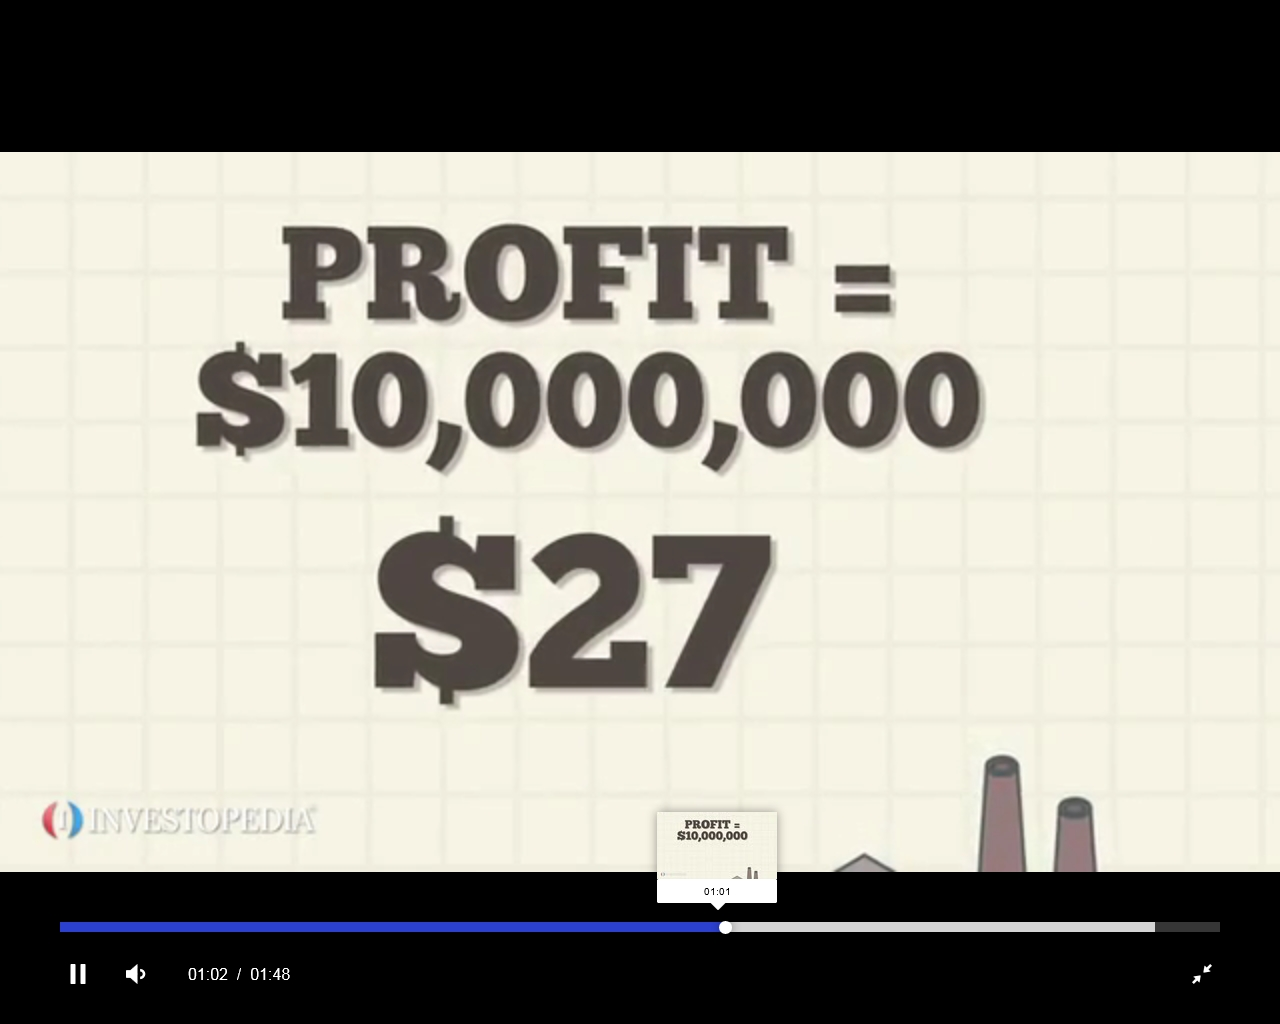 PROFIT =
$10,000,000
$27
INVESTOPEDIA
PROFIT =
$10,000,000
01:01
01:02 / 01:48